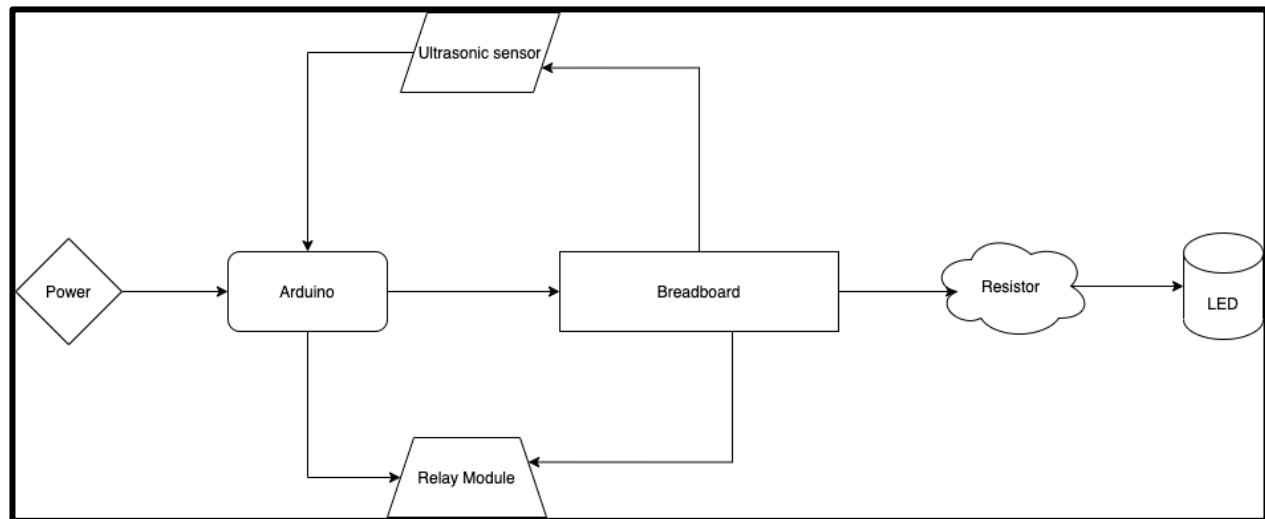 Ultrasonic sensor
Power
Arduino
Breadboard
Resistor
LED
Relay Module